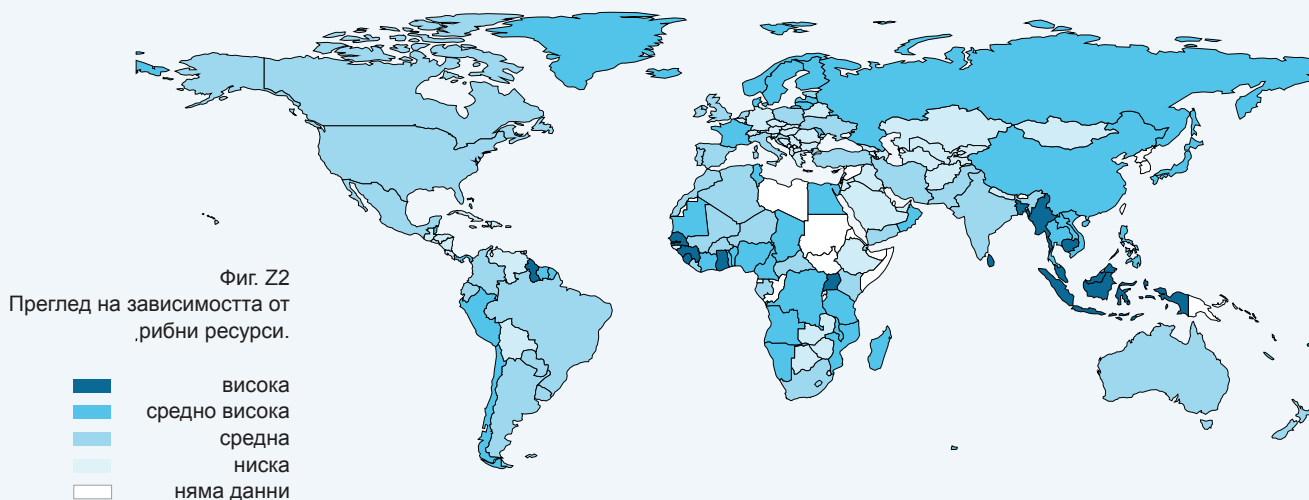 Фиг. Z2
Преглед на зависимостта от
,рибни ресурси.
висока
средно висока
средна
ниска
няма данни